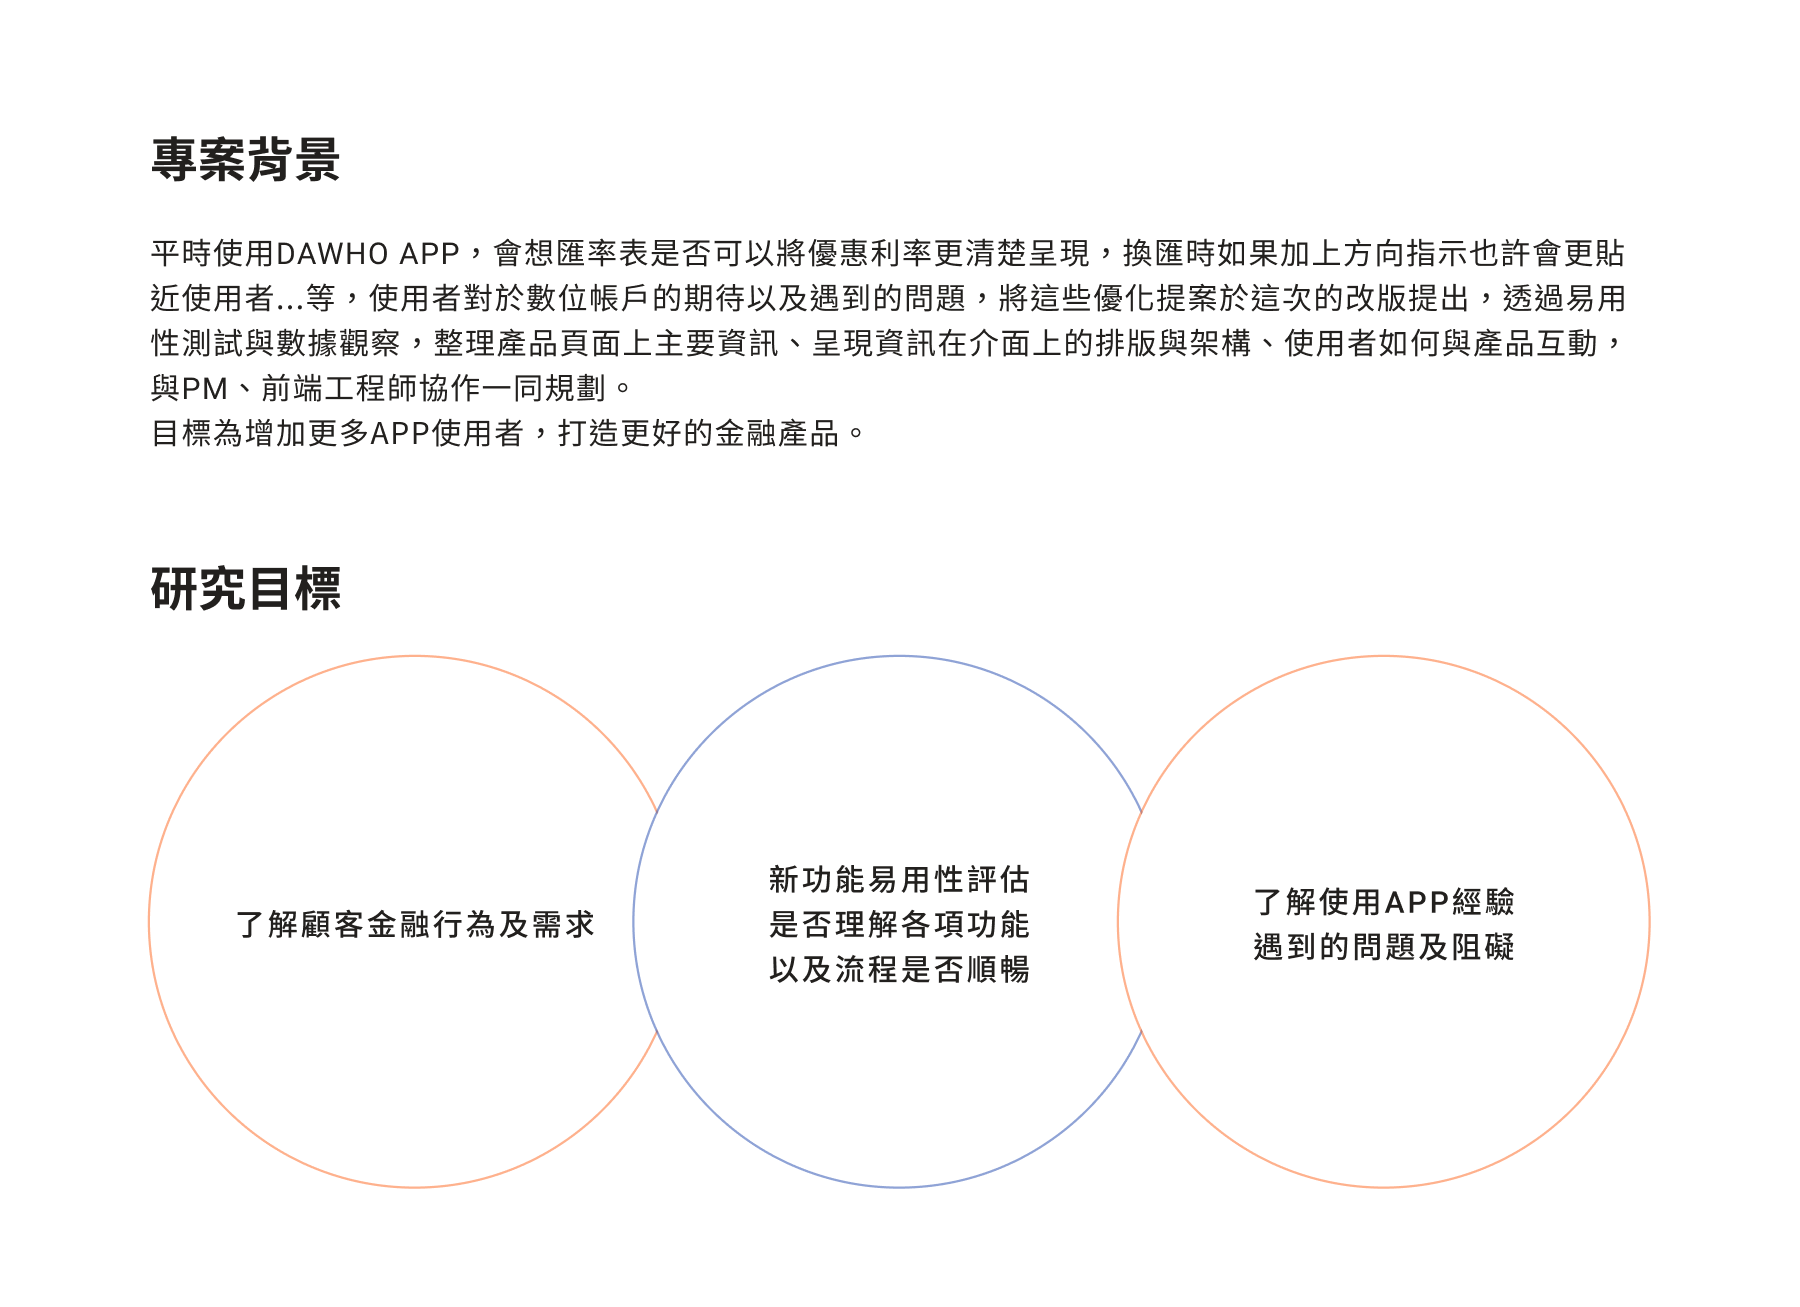 專案背景
平時使用DAWHO APP，會想匯率表是否可以將優惠利率更清楚呈現，換匯時如果加上方向指示也許會更貼
近使用者...等，使用者對於數位帳戶的期待以及遇到的問題，將這些優化提案於這次的改版提出，透過易用
性測試與數據觀察，整理產品頁面上主要資訊、呈現資訊在介面上的排版與架構、使用者如何與產品互動，
與PM、前端工程師協作一同規劃。
目標為增加更多APP使用者，打造更好的金融產品。
研究目標
了解顧客金融行為及需求
新功能易用性評估
是否理解各項功能
以及流程是否順暢
了解使用APP經驗
遇到的問題及阻礙